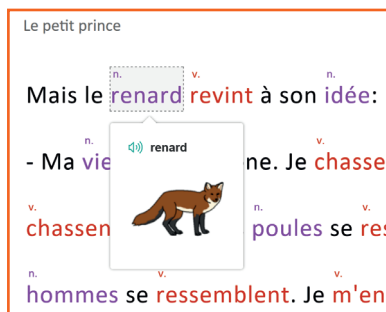 Le petit prince
n. v. n.
Mais le renard revint à son idée:
n. v.
- Ma vie ne. Je chasse
renard
v. n. v.
chassen poules se res
n. v. v.
hommes se ressemblent. Je m'en